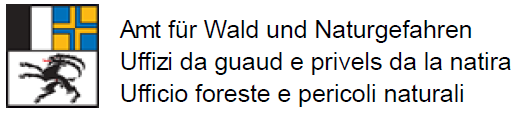 Amt für Wald und Naturgefahren
Uffizi da guaud e privels da la natira
Ufficio foreste e pericoli naturali